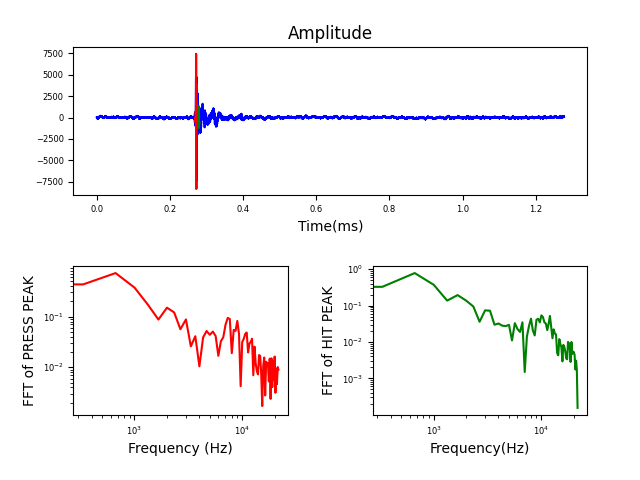 Amplitude
7500
5000
2500
0
−2500
−5000
−7500
0.0 0.2 0.4 0.6 0.8 1.0 1.2
Time(ms)
FFT of PRESS PEAK
10⁻¹
10⁻²
10³ 10⁴
Frequency (Hz)
FFT of HIT PEAK
10⁰
10⁻¹
10⁻²
10⁻³
10³ 10⁴
Frequency(Hz)